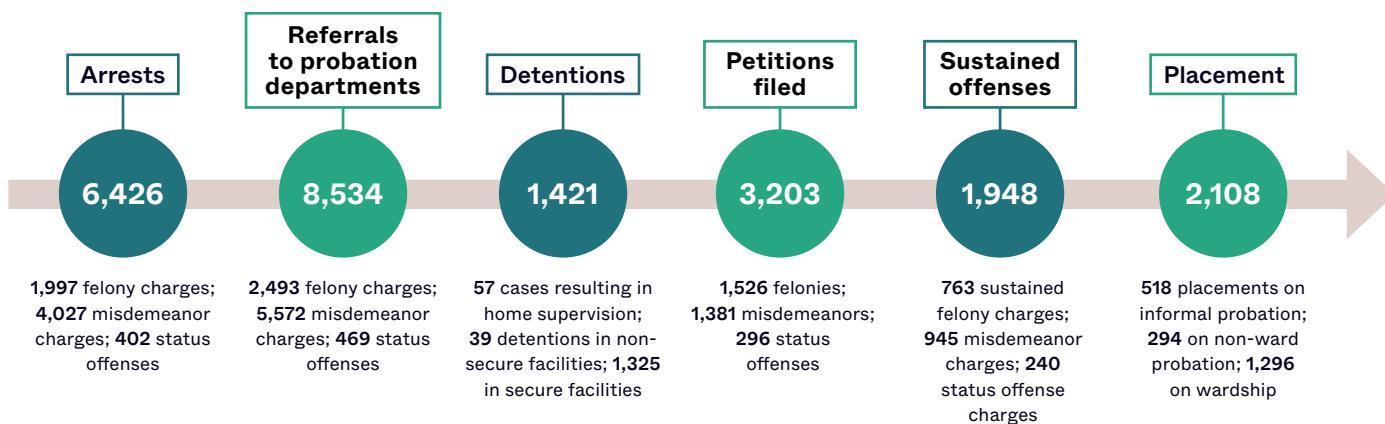 Arrests
6,426
1,997 felony charges;
4,027 misdemeanor
charges; 402 status
offenses
Referrals
to probation
departments
8,534
2,493 felony charges;
5,572 misdemeanor
charges; 469 status
offenses
Detentions
1,421
57 cases resulting in
home supervision;
39 detentions in non-
secure facilities; 1,325
in secure facilities
Petitions
filed
3,203
1,526 felonies;
1,381 misdemeanors;
296 status
offenses
Sustained
offenses
1,948
763 sustained
felony charges;
945 misdemeanor
charges; 240
status offense
charges
Placement
2,108
518 placements on
informal probation;
294 on non-ward
probation; 1,296
on wardship